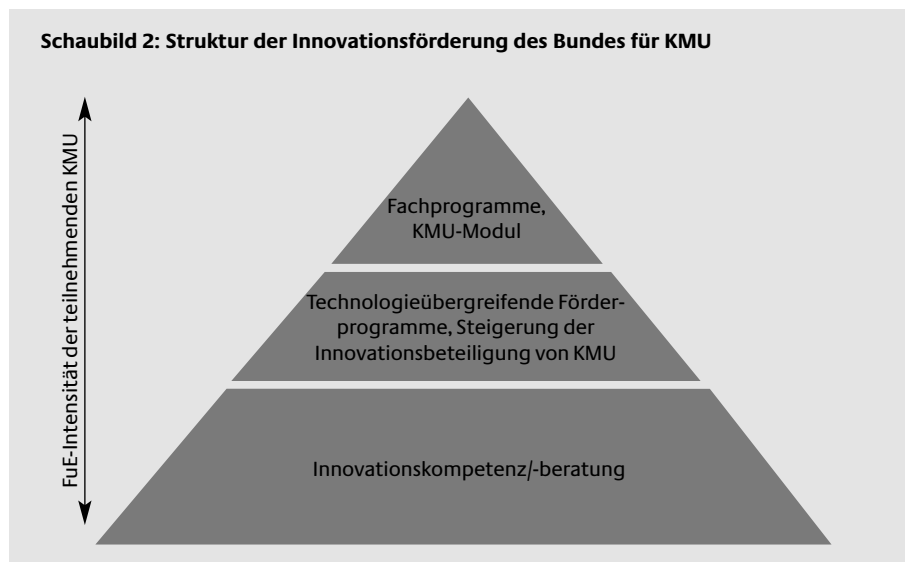 Schaubild 2: Struktur der Innovationsförderung des Bundes für KMU
FuE-Intensität der teilnehmenden KMU
Fachprogramme,
KMU-Modul
Technologieübergreifende Förder-
programme, Steigerung der
Innovationsbeteiligung von KMU
Innovationskompetenz/-beratung